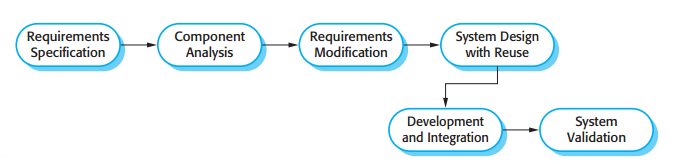 Requirements
Specification
Component
Analysis
Requirements
Modification
System Design
with Reuse
Development
and Integration
System
Validation